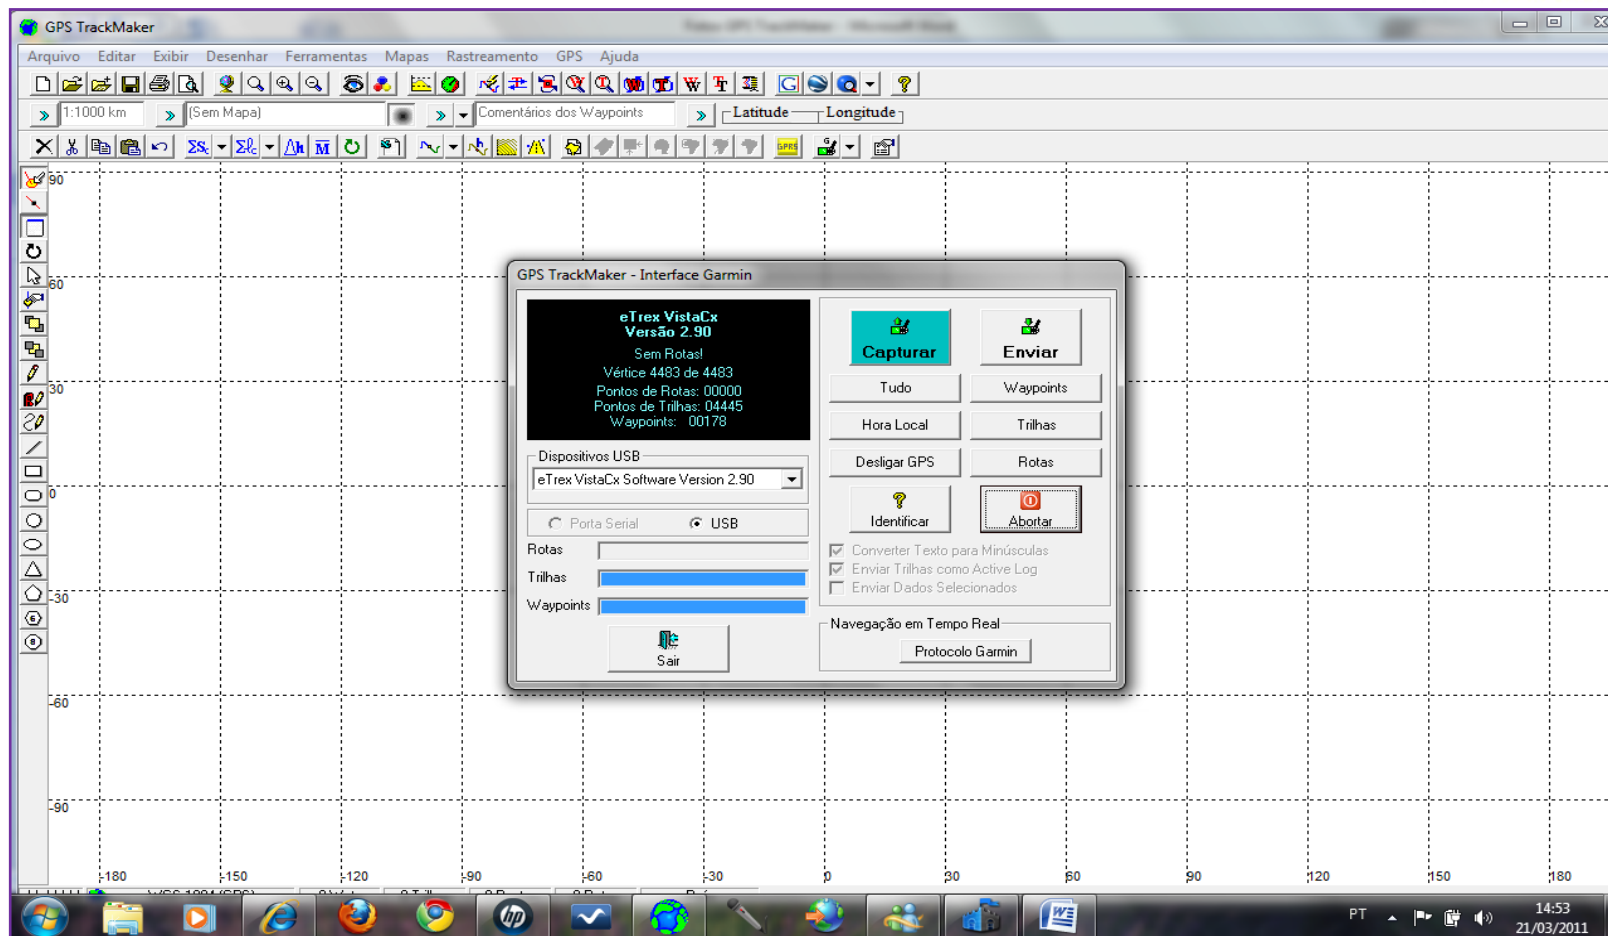 GPS TrackMaker
Arquivo Editar Exibir Desenhar Ferramentas Mapas Rastreamento GPS Ajuda
1:1000 km
(Sem Mapa)
Comentários dos Waypoints
Latitude Longitude
90
60
30
0
-30
-60
-90
GPS TrackMaker - Interface Garmin
eTrex VistaCx
Versão 2.90
Sem Rotas!
Vértice 4483 de 4483
Pontos de Rotas: 00000
Pontos de Trilhas: 04445
Waypoints: 00178
Dispositivos USB
eTrex VistaCx Software Version 2.90
Porta Serial USB
Rotas
Trilhas
Waypoints
Sair
Capturar Enviar
Tudo Waypoints
Hora Local Trilhas
Desligar GPS Rotas
Identificar Abortar
Converter Texto para Minúsculas
Enviar Trilhas como Active Log
Enviar Dados Selecionados
Navegação em Tempo Real
Protocolo Garmin
-180 -150 -120 -90 -60 -30 0 30 60 90 120 150 180
PT
14:53
21/03/2011